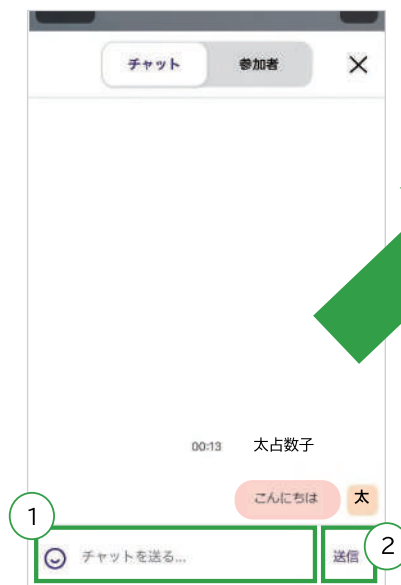 チャット
参加者
00:13 太占数子
こんにちは 太
1
チャットを送る...
送信
2